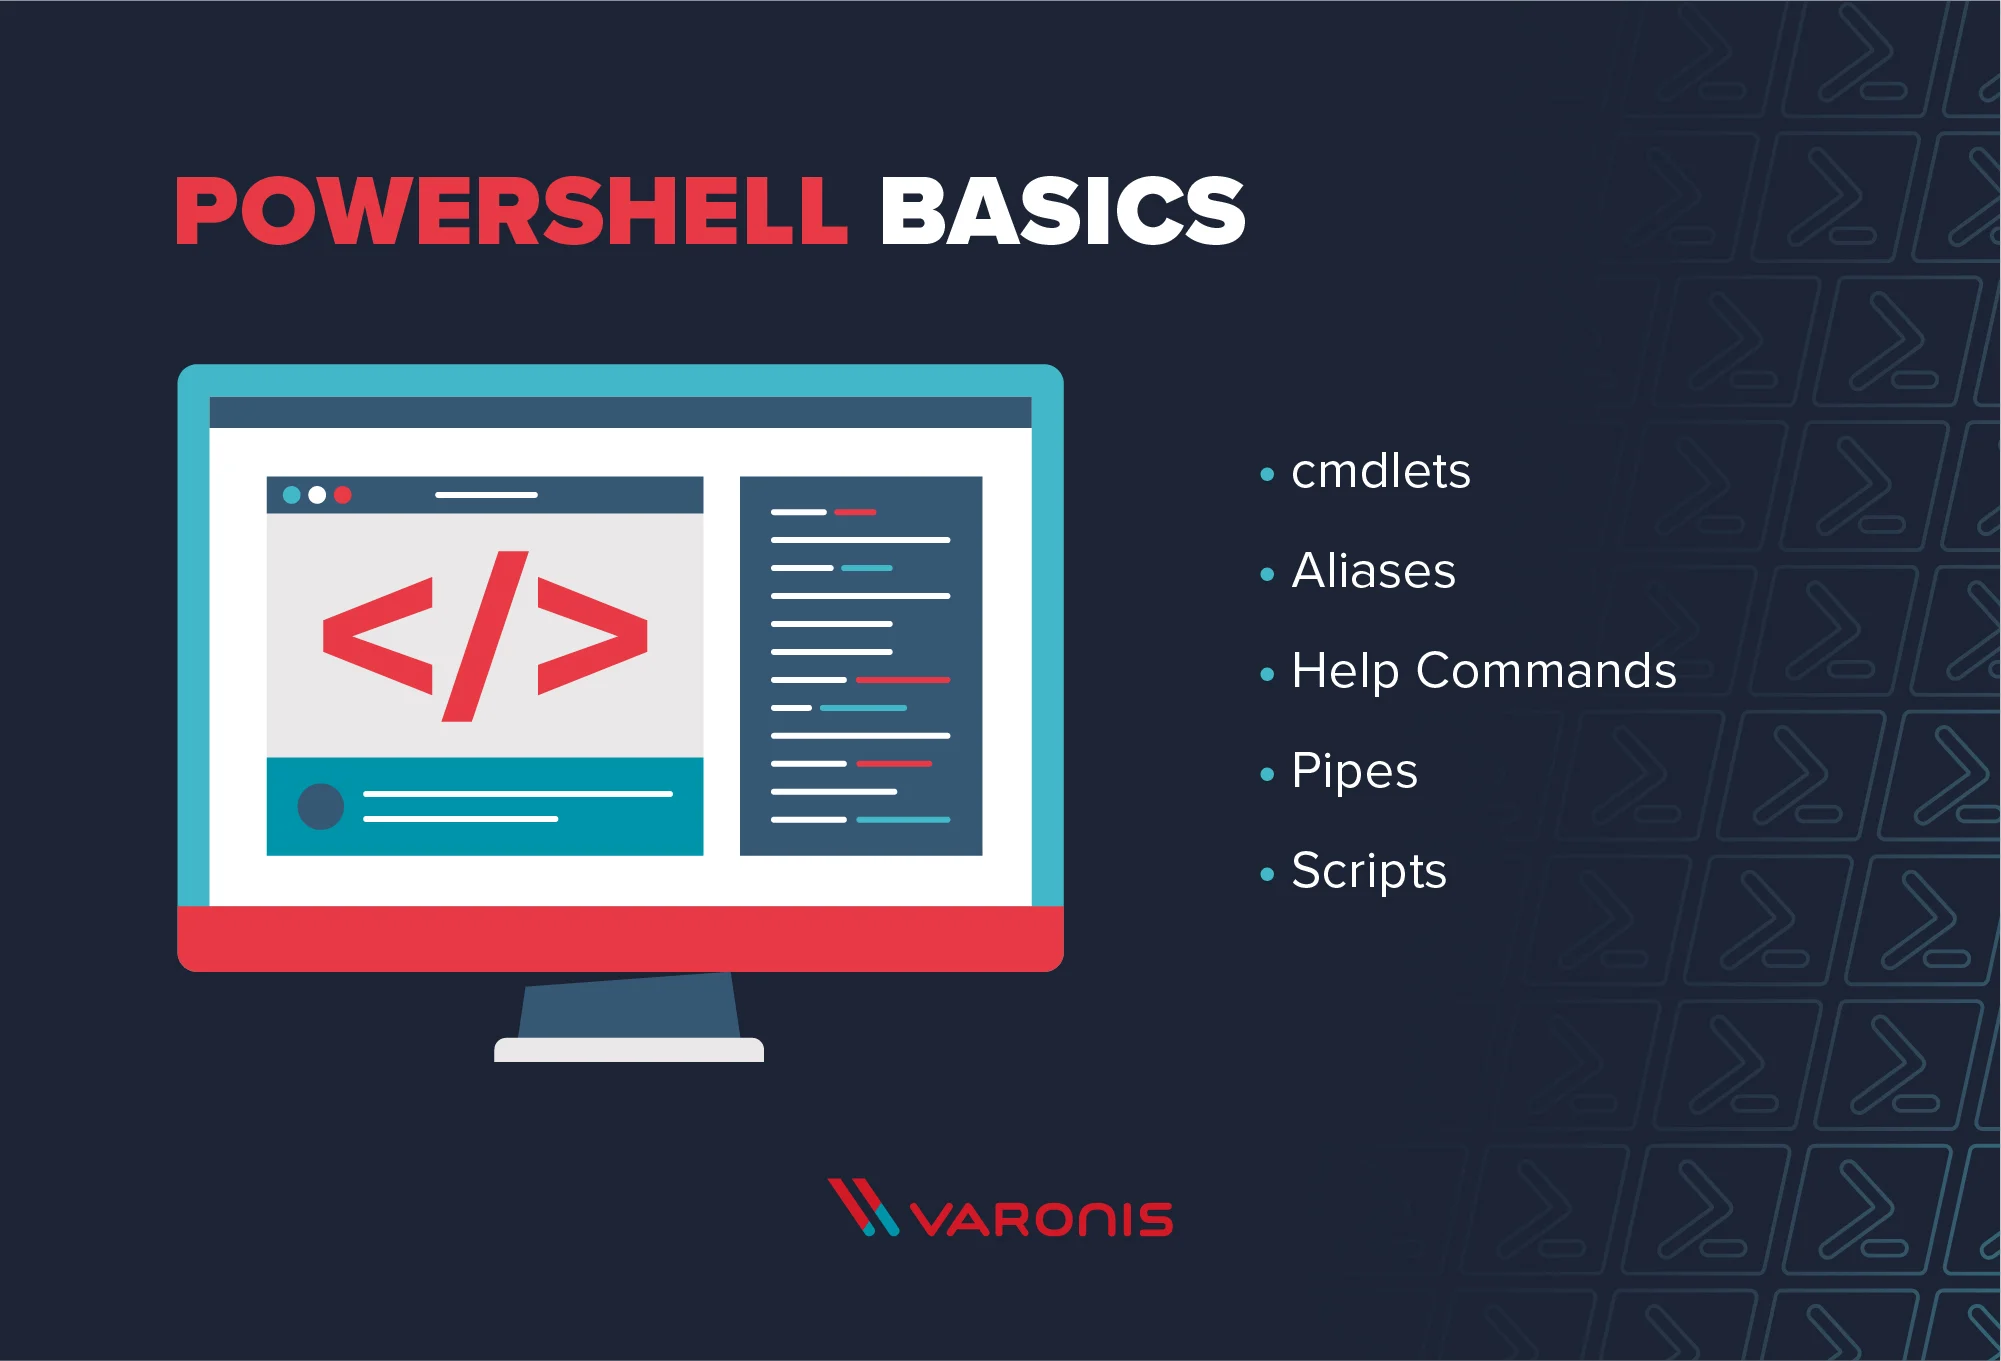 POWERSHELL BASICS
</>
• cmdlets
• Aliases
• Help Commands
• Pipes
• Scripts
VARONIS